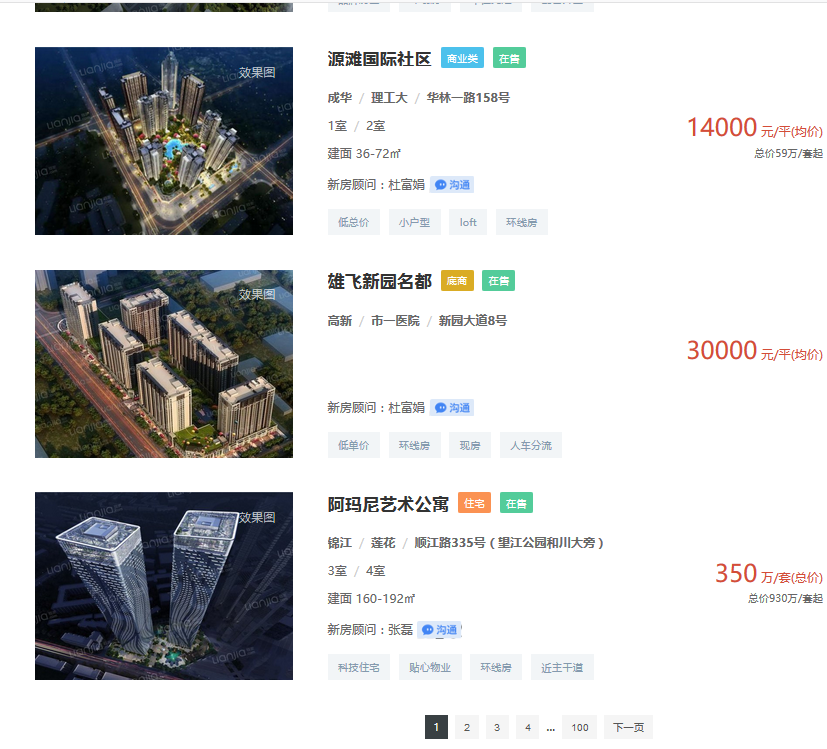 源滩国际社区 商业类 在售
效果图
成华 / 理工大 / 华林一路158号
1室 / 2室
14000 元/平(均价)
建面 36-72㎡
总价59万/套起
新房顾问：杜富娟 沟通
低总价 小户型 loft 环线房
雄飞新园名都 底商 在售
效果图
高新 / 市一医院 / 新园大道8号
30000 元/平(均价)
新房顾问：杜富娟 沟通
低单价 环线房 现房 人车分流
阿玛尼艺术公寓 住宅 在售
效果图
锦江 / 莲花 / 顺江路335号（望江公园和川大旁）
3室 / 4室
350 万/套(总价)
建面 160-192㎡
总价930万/套起
新房顾问：张磊 沟通
科技住宅 贴心物业 环线房 近主干道
1 2 3 4 ... 100 下一页